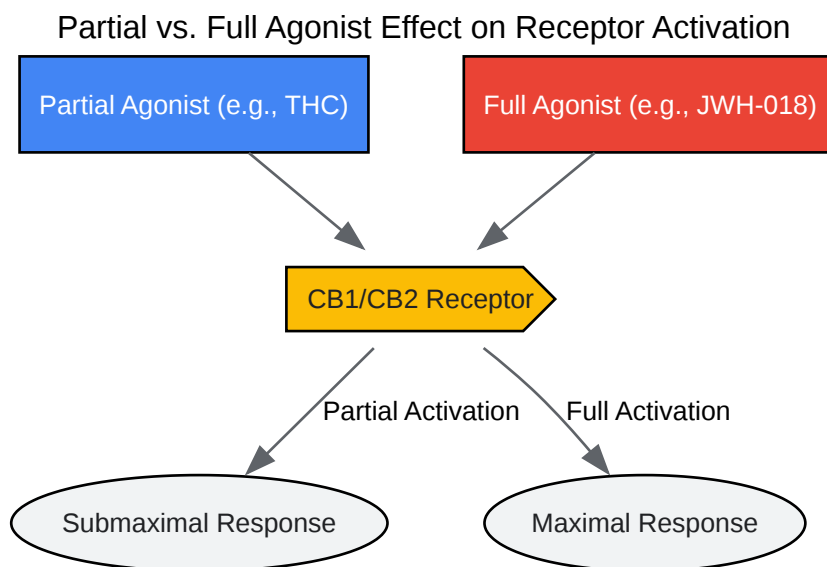 Partial vs. Full Agonist Effect on Receptor Activation
Partial Agonist (e.g., THC)
Full Agonist (e.g., JWH-018)
CB1/CB2 Receptor
Partial Activation
Full Activation
Submaximal Response
Maximal Response